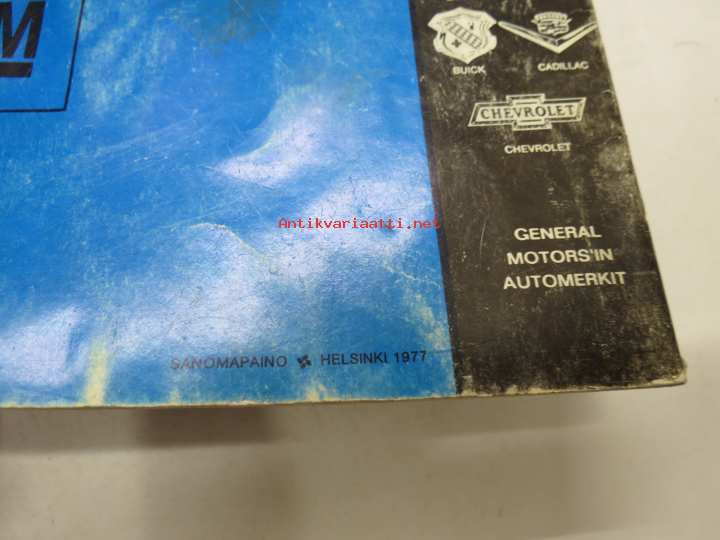 M
BUICK
CADILLAC
CHEVROLET
CHEVROLET
Antikvariaatti.net
GENERAL
MOTORS'IN
AUTOMERKIT
SANOMAPAINO HELSINKI 1977